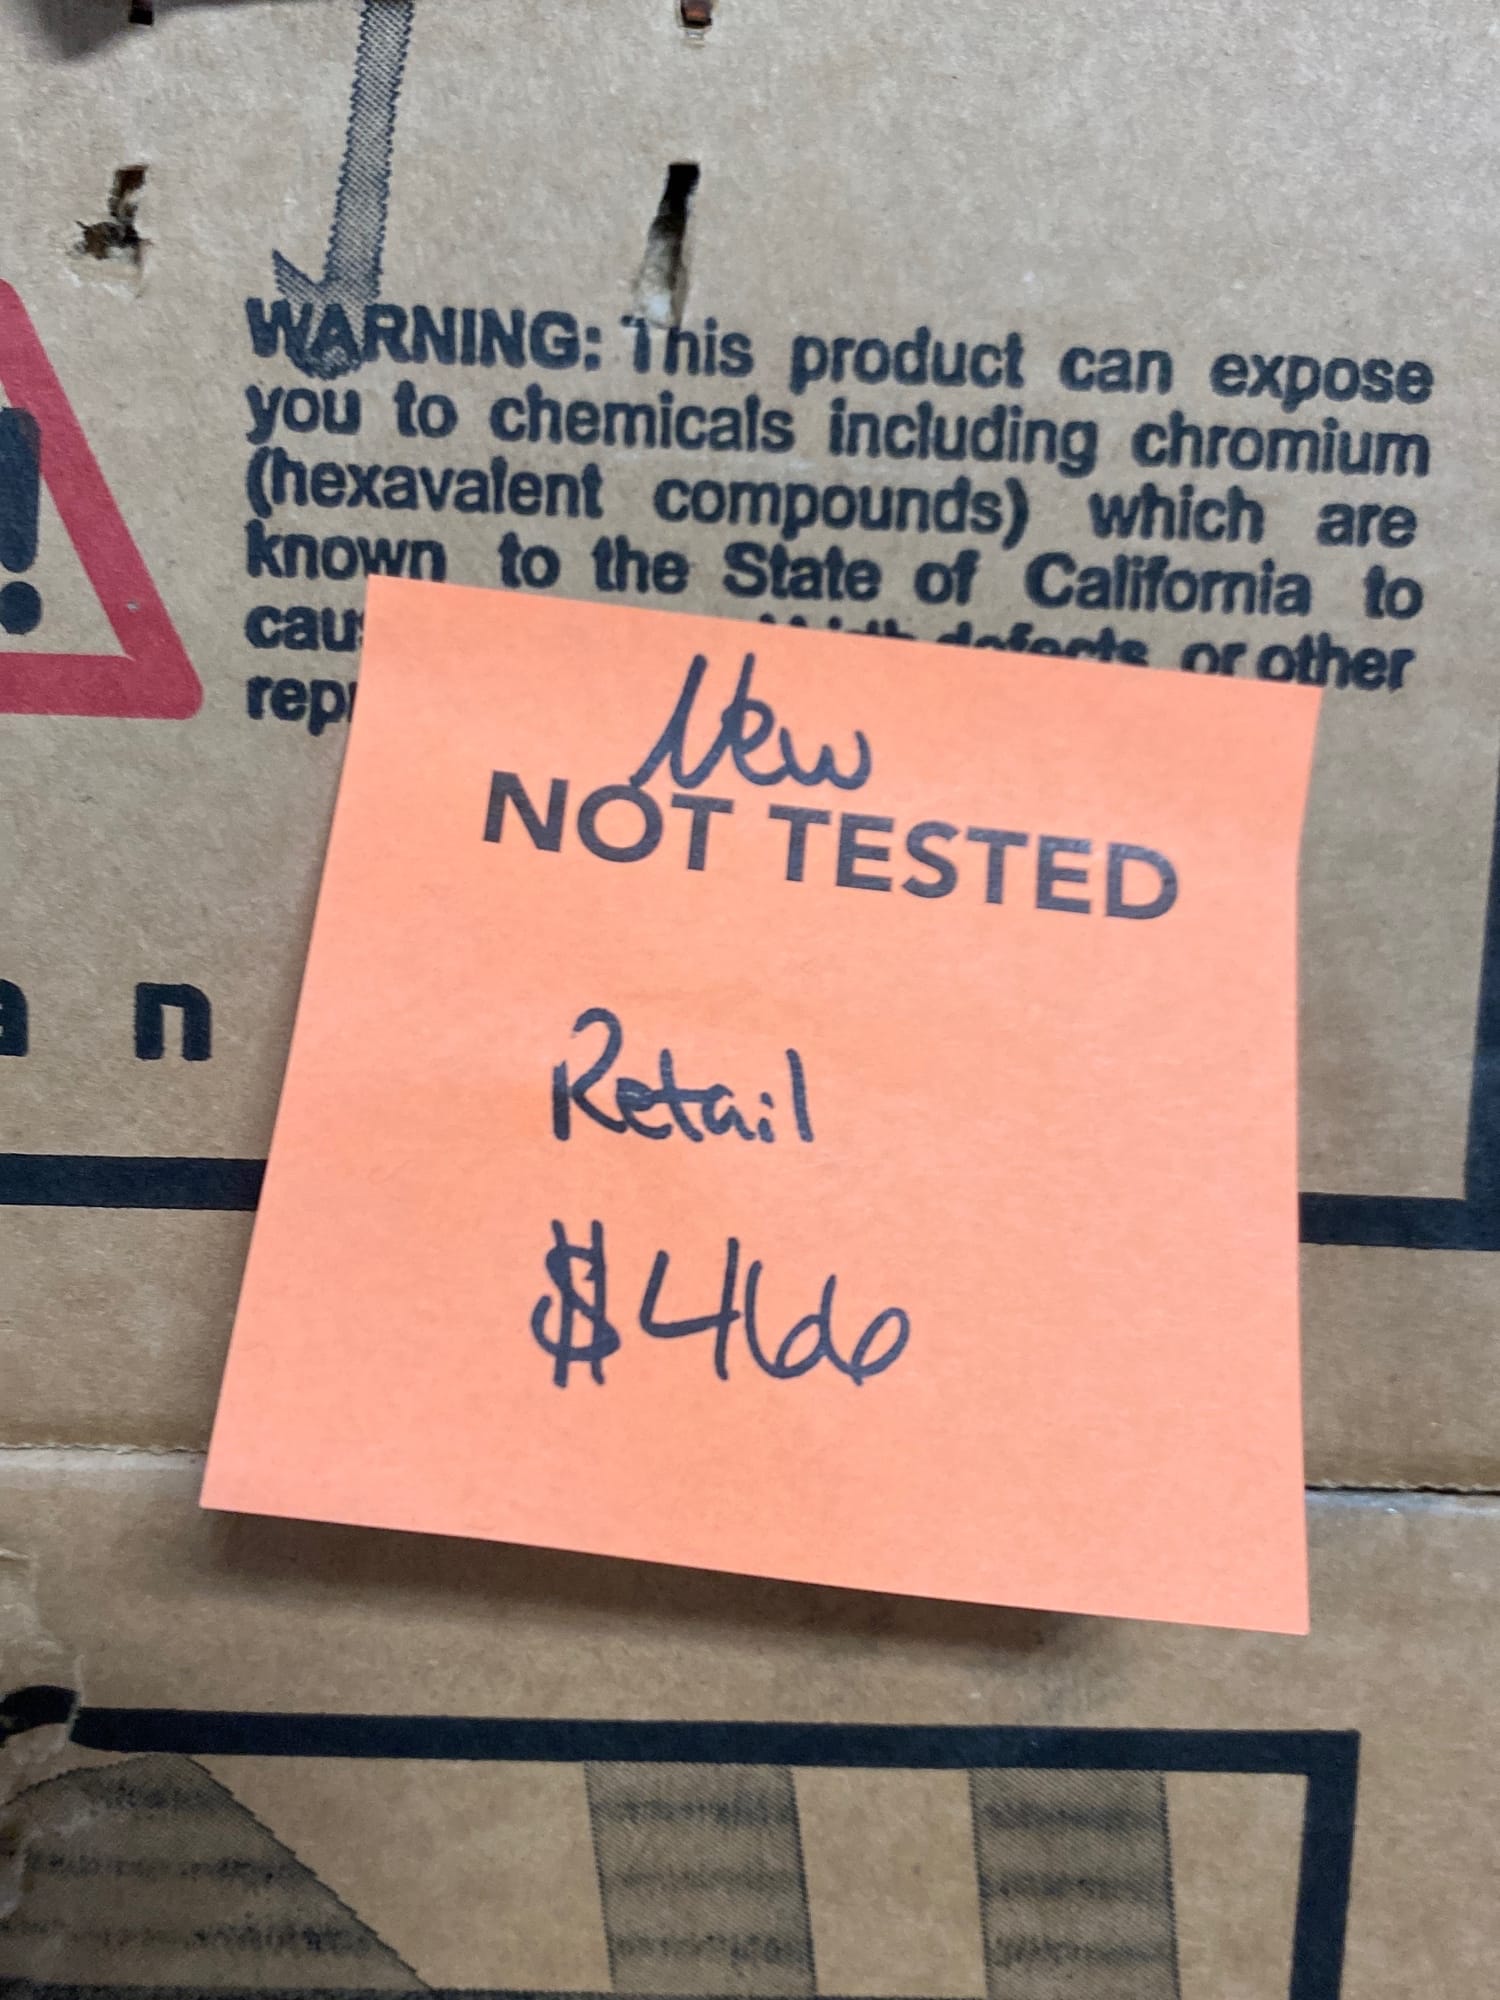 WARNING: This product can expose
you to chemicals including chromium
(hexavalent compounds) which are
known to the State of California to
defects or other
New
NOT TESTED
Retail
$466